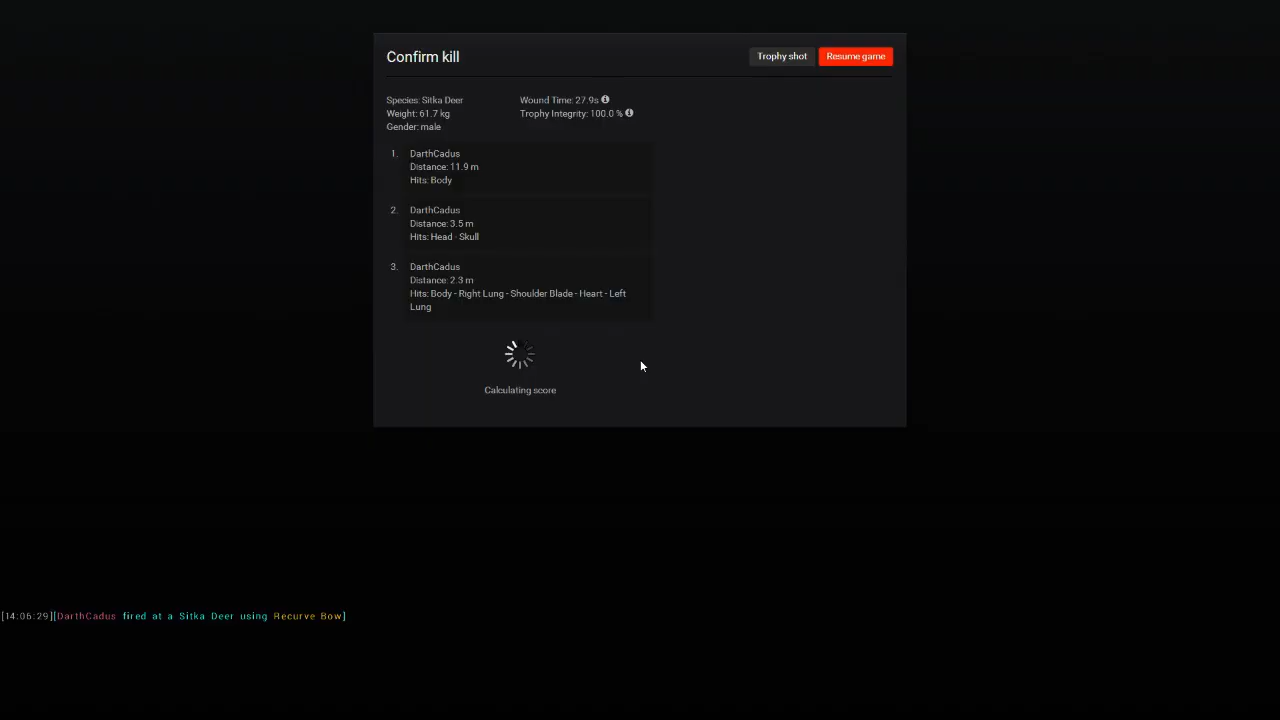 Confirm kill
Trophy shot
Resume game
Species: Sitka Deer
Wound Time: 27.9s
Weight: 61.7 kg
Trophy Integrity: 100.0 %
Gender: male
1. DarthCadus
Distance: 11.9 m
Hits: Body
2. DarthCadus
Distance: 3.5 m
Hits: Head - Skull
3. DarthCadus
Distance: 2.3 m
Hits: Body - Right Lung - Shoulder Blade - Heart - Left
Lung
Calculating score
[14:06:29][DarthCadus fired at a Sitka Deer using Recurve Bow]